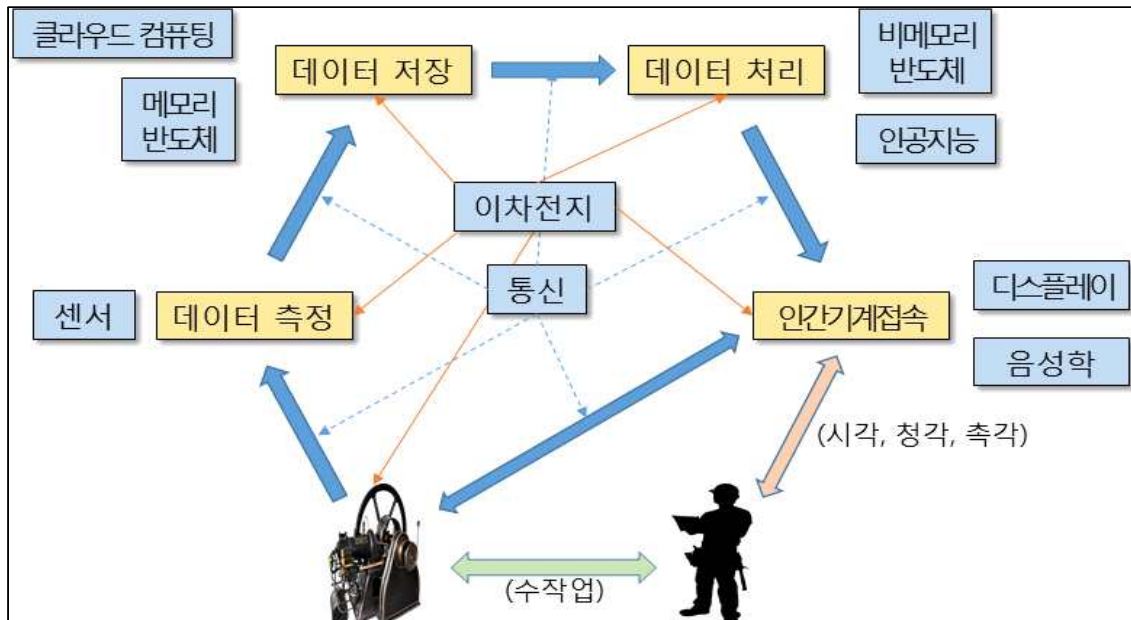 클라우드 컴퓨팅
데이터 저장
데이터 처리
비메모리
반도체
메모리
반도체
인공지능
이차전지
통신
센서
데이터 측정
인간기계접속
디스플레이
음성학
(시각, 청각, 촉각)
(수작업)